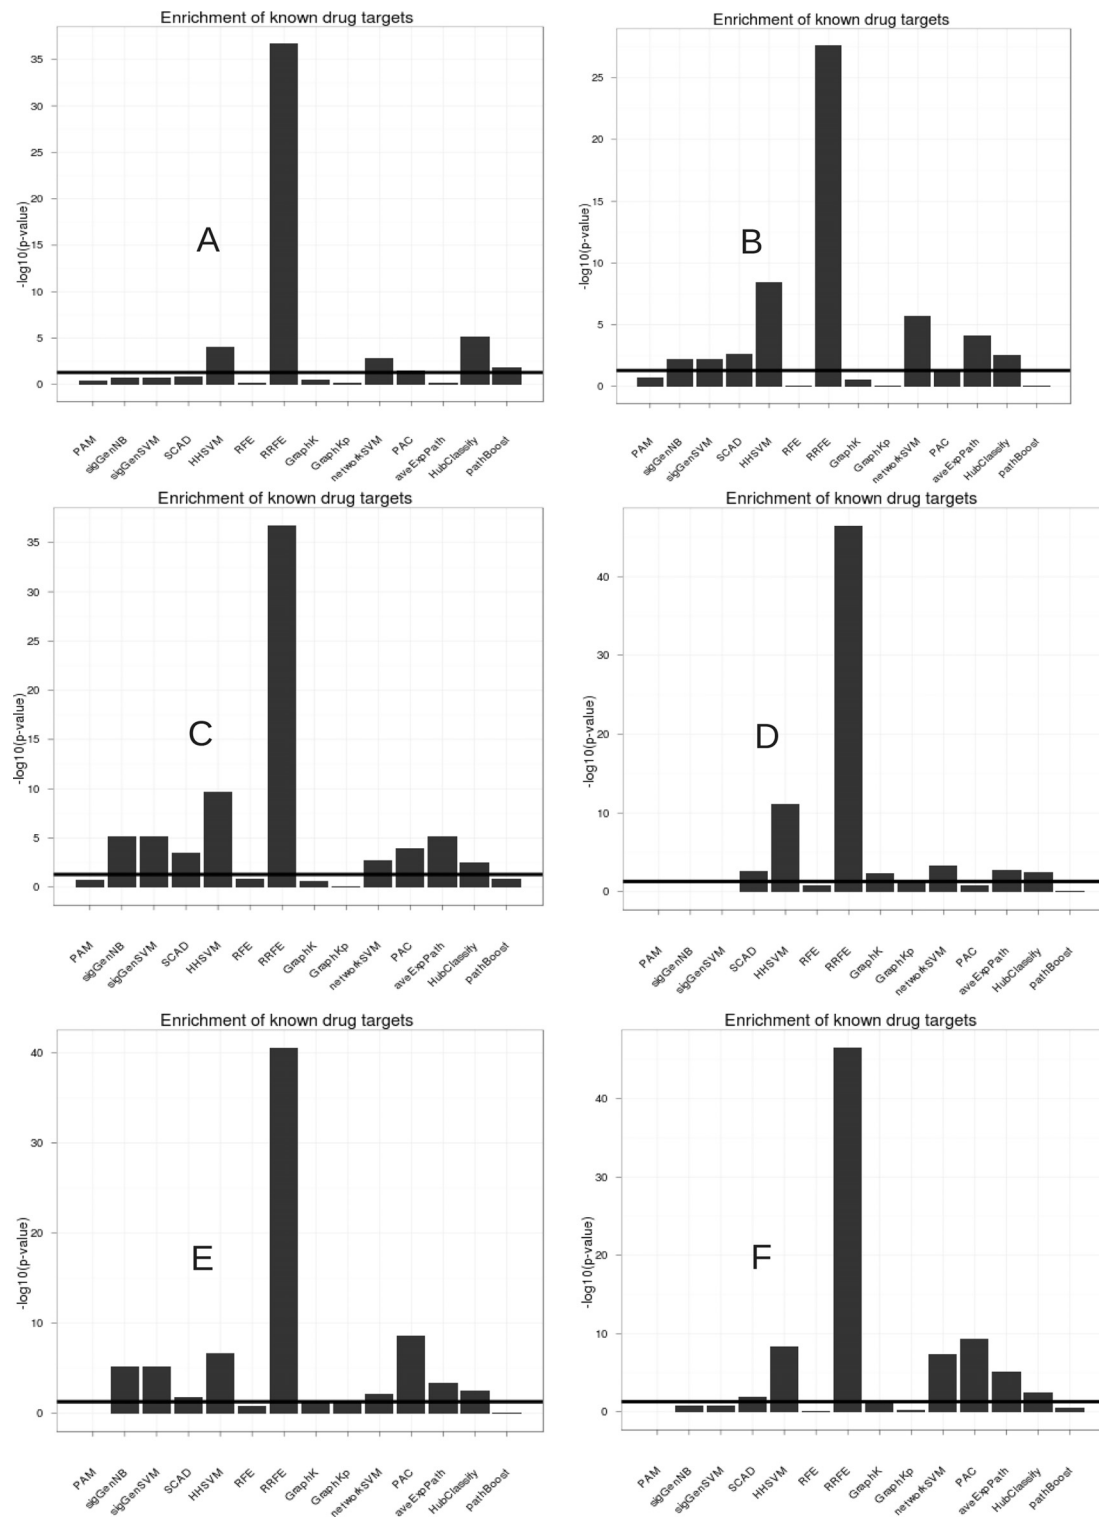 Enrichment of known drug targets
-log10(p-value)
35
30
25
20
15
10
5
0
A
PAM
sigGenNB
sigGenSVM
SCAD
HHSVM
RFE
RRFE
GraphK
GraphKp
networkSVM
PAC
aveExpPath
HubClassify
pathBoost
Enrichment of known drug targets
-log10(p-value)
25
20
15
10
5
0
B
PAM
sigGenNB
sigGenSVM
SCAD
HHSVM
RFE
RRFE
GraphK
GraphKp
networkSVM
PAC
aveExpPath
HubClassify
pathBoost
Enrichment of known drug targets
-log10(p-value)
35
30
25
20
15
10
5
0
C
PAM
sigGenNB
sigGenSVM
SCAD
HHSVM
RFE
RRFE
GraphK
GraphKp
networkSVM
PAC
aveExpPath
HubClassify
pathBoost
Enrichment of known drug targets
-log10(p-value)
40
30
20
10
0
D
PAM
sigGenNB
sigGenSVM
SCAD
HHSVM
RFE
RRFE
GraphK
GraphKp
networkSVM
PAC
aveExpPath
HubClassify
pathBoost
Enrichment of known drug targets
-log10(p-value)
40
30
20
10
0
E
PAM
sigGenNB
sigGenSVM
SCAD
HHSVM
RFE
RRFE
GraphK
GraphKp
networkSVM
PAC
aveExpPath
HubClassify
pathBoost
Enrichment of known drug targets
-log10(p-value)
40
30
20
10
0
F
PAM
sigGenNB
sigGenSVM
SCAD
HHSVM
RFE
RRFE
GraphK
GraphKp
networkSVM
PAC
aveExpPath
HubClassify
pathBoost